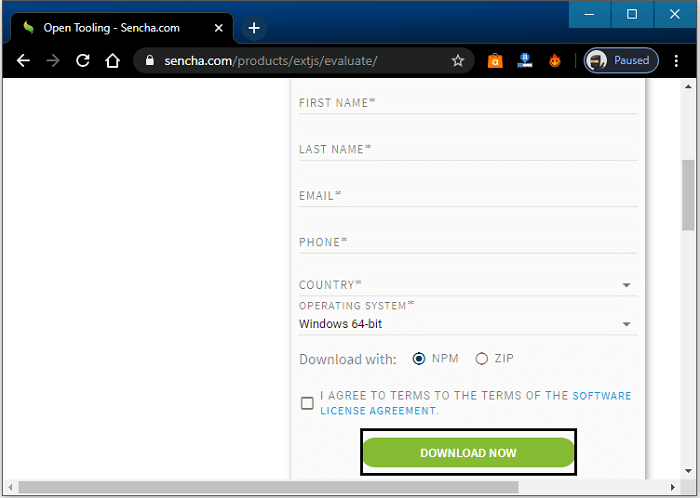 Open Tooling - Sencha.com
sencha.com/products/extjs/evaluate/
Paused
FIRST NAME*
LAST NAME*
EMAIL*
PHONE*
COUNTRY*
OPERATING SYSTEM*
Windows 64-bit
Download with: NPM ZIP
I AGREE TO TERMS TO THE TERMS OF THE SOFTWARE
LICENSE AGREEMENT.
DOWNLOAD NOW